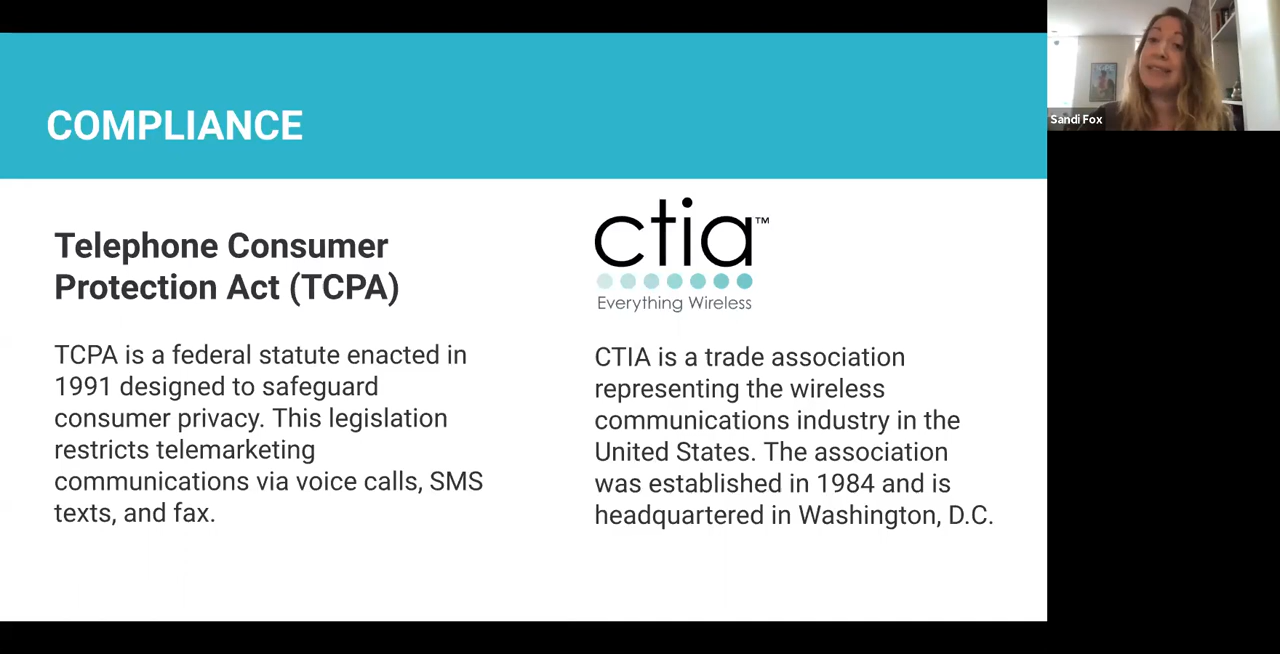 COMPLIANCE
Sandi Fox
Telephone Consumer
Protection Act (TCPA)
TCPA is a federal statute enacted in
1991 designed to safeguard
consumer privacy. This legislation
restricts telemarketing
communications via voice calls, SMS
texts, and fax.
ctia™
Everything Wireless
CTIA is a trade association
representing the wireless
communications industry in the
United States. The association
was established in 1984 and is
headquartered in Washington, D.C.